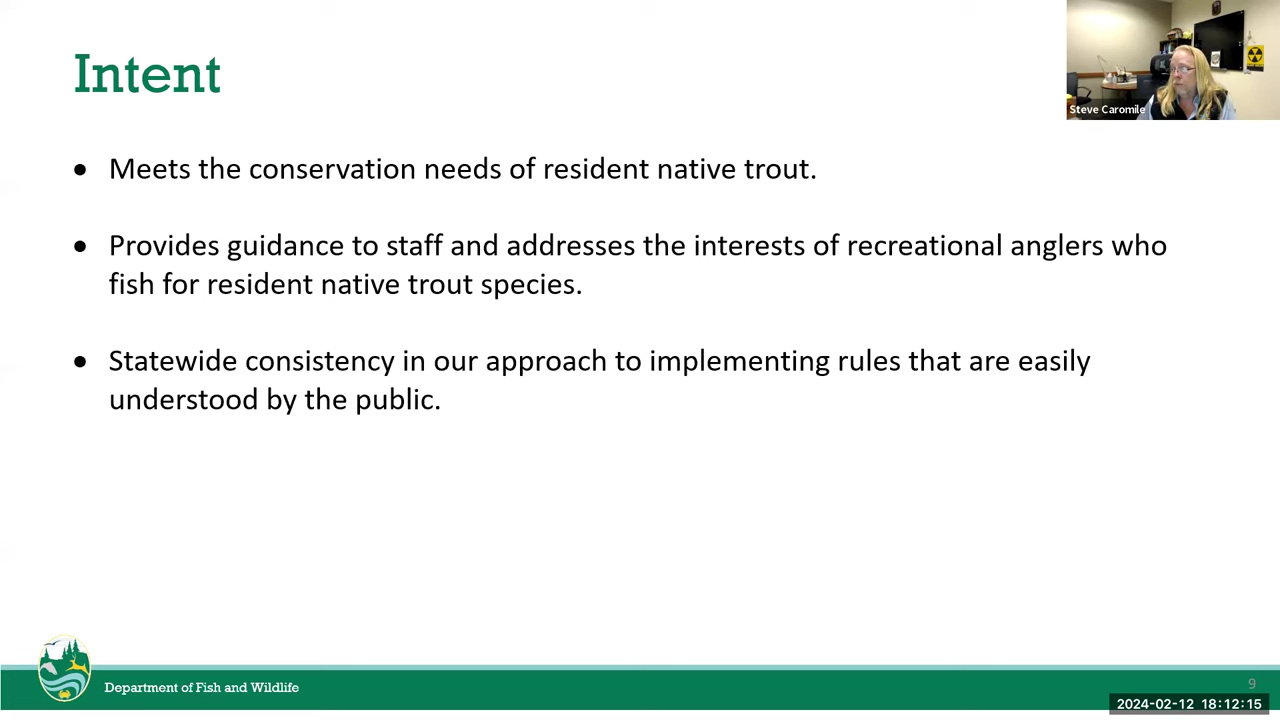 Intent
Steve Caromile
● Meets the conservation needs of resident native trout.
● Provides guidance to staff and addresses the interests of recreational anglers who
fish for resident native trout species.
● Statewide consistency in our approach to implementing rules that are easily
understood by the public.
Department of Fish and Wildlife
9
2024-02-12 18:12:15